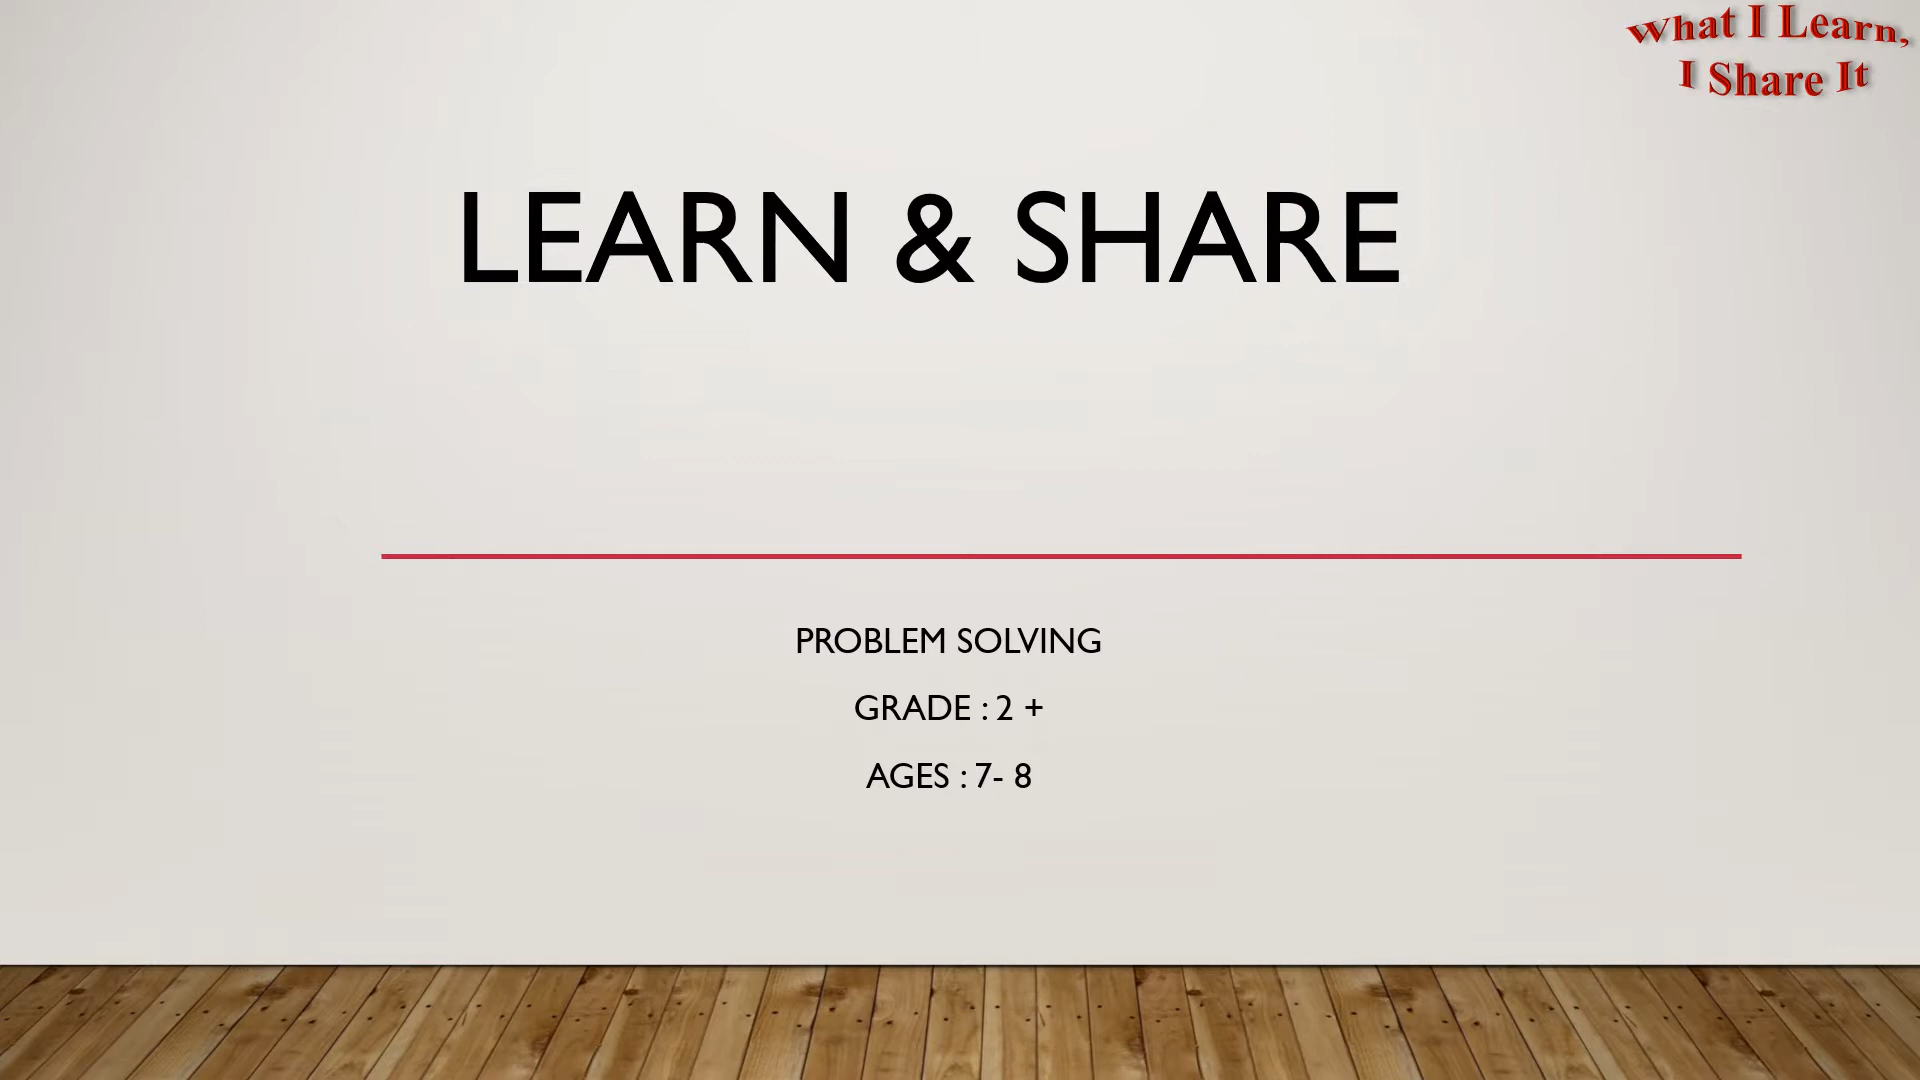 What I Learn,
I Share It
LEARN & SHARE
PROBLEM SOLVING
GRADE : 2 +
AGES : 7- 8